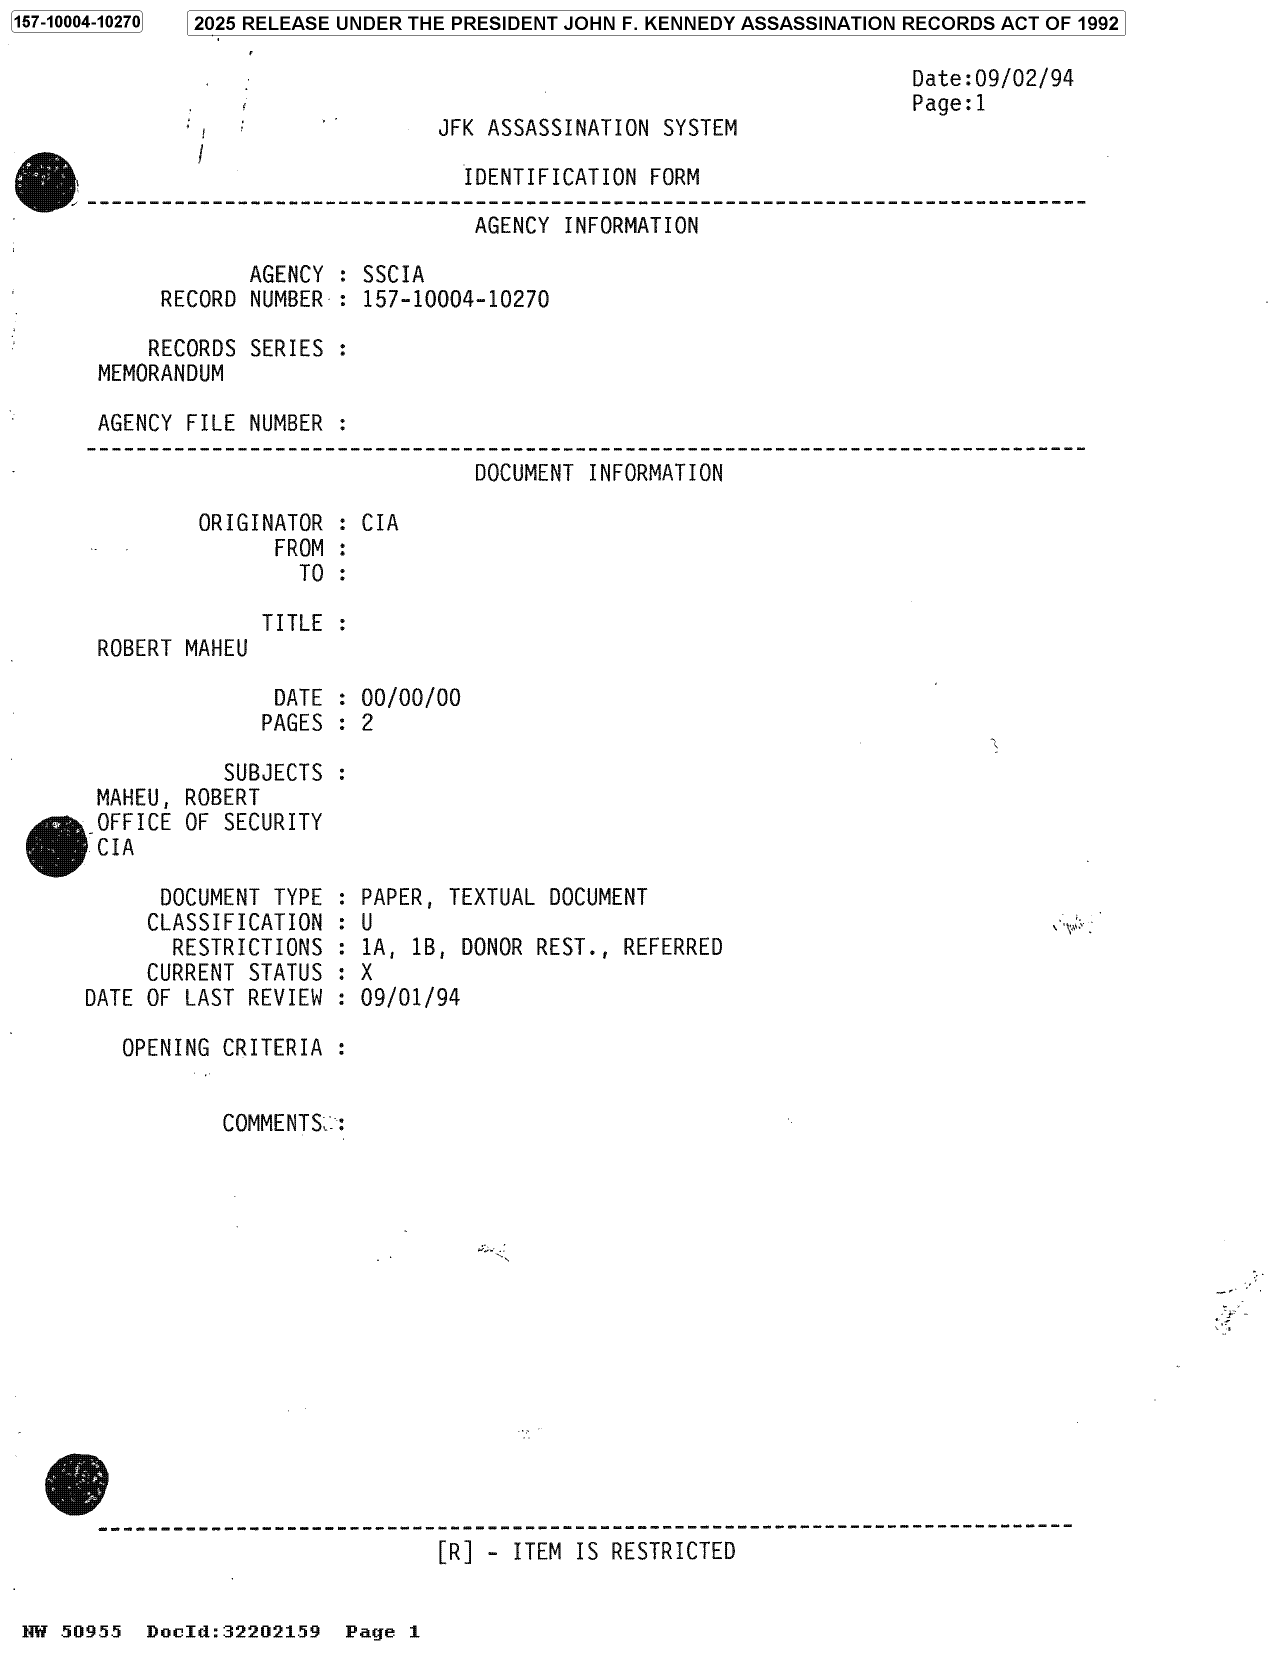 157-10004-10270
2025 RELEASE UNDER THE PRESIDENT JOHN F. KENNEDY ASSASSINATION RECORDS ACT OF 1992
Date:09/02/94
Page:1
JFK ASSASSINATION SYSTEM
IDENTIFICATION FORM
--------------------------------------------------------------------------------
AGENCY INFORMATION
AGENCY : SSCIA
RECORD NUMBER : 157-10004-10270
RECORDS SERIES :
MEMORANDUM
AGENCY FILE NUMBER :
--------------------------------------------------------------------------------
DOCUMENT INFORMATION
ORIGINATOR : CIA
FROM :
TO :
TITLE :
ROBERT MAHEU
DATE : 00/00/00
PAGES : 2
SUBJECTS :
MAHEU, ROBERT
OFFICE OF SECURITY
CIA
DOCUMENT TYPE : PAPER, TEXTUAL DOCUMENT
CLASSIFICATION : U
RESTRICTIONS : 1A, 1B, DONOR REST., REFERRED
CURRENT STATUS : X
DATE OF LAST REVIEW : 09/01/94
OPENING CRITERIA :
COMMENTS :
--------------------------------------------------------------------------------
[R] - ITEM IS RESTRICTED
NW 50955 DocId:32202159 Page 1